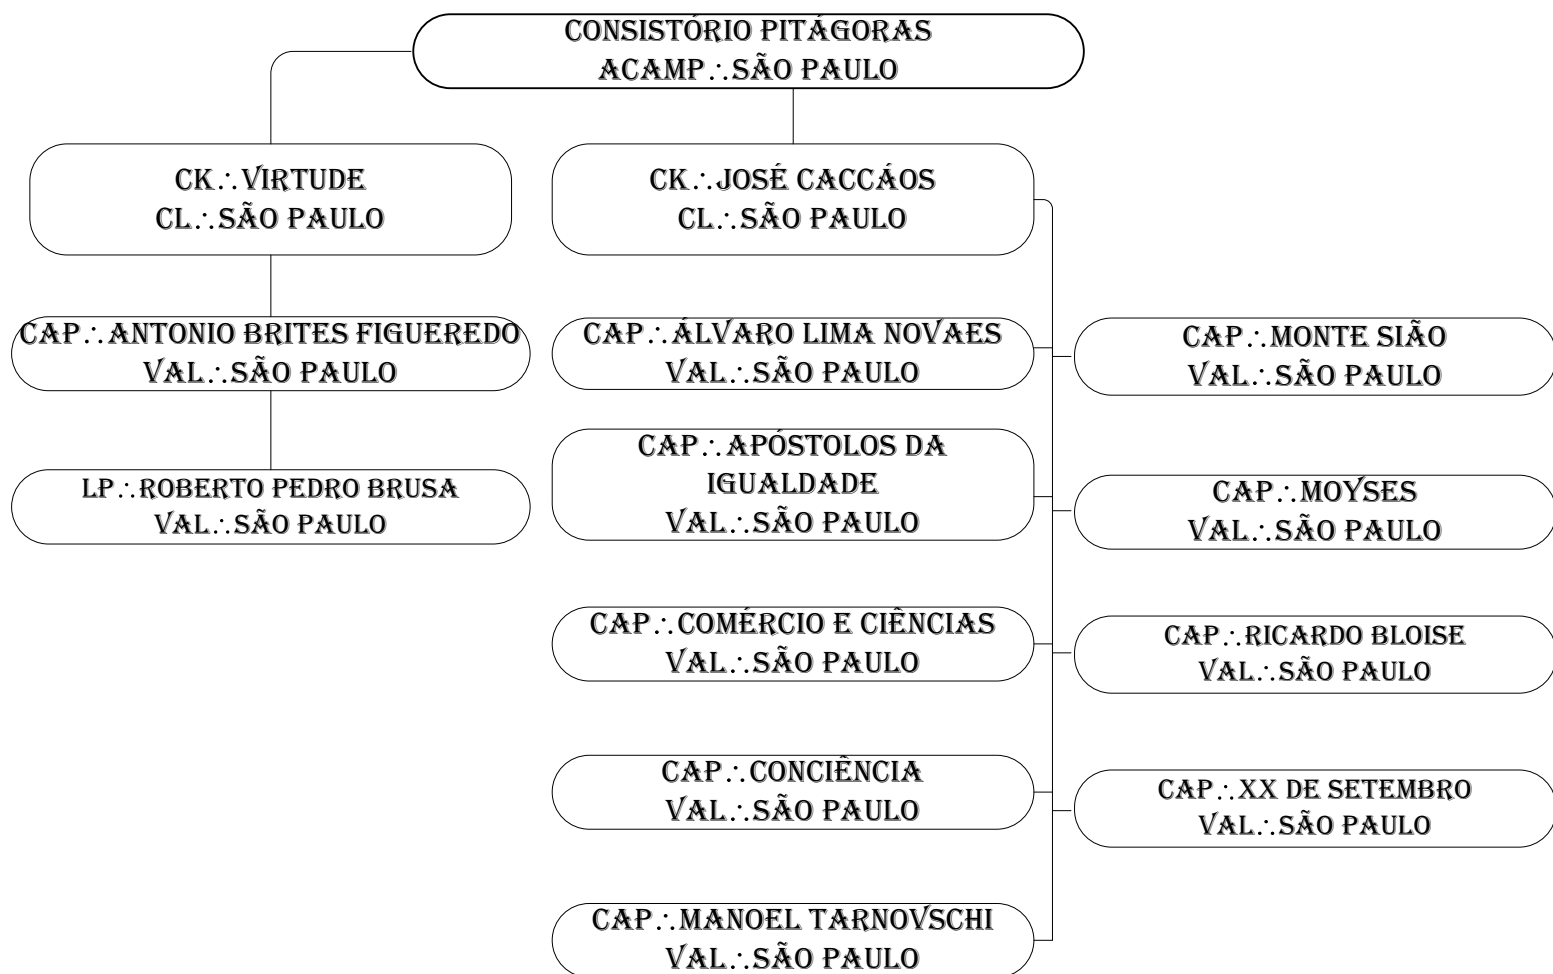 CONSISTÓRIO PITÁGORAS
ACAMP∴SÃO PAULO
CK∴VIRTUDE
CL∴SÃO PAULO
CK∴JOSÉ CACCÁOS
CL∴SÃO PAULO
CAP∴ANTONIO BRITES FIGUEREDO
VAL∴SÃO PAULO
CAP∴ÁLVARO LIMA NOVAES
VAL∴SÃO PAULO
CAP∴MONTE SIÃO
VAL∴SÃO PAULO
LP∴ROBERTO PEDRO BRUSA
VAL∴SÃO PAULO
CAP∴APÓSTOLOS DA
IGUALDADE
VAL∴SÃO PAULO
CAP∴MOYSES
VAL∴SÃO PAULO
CAP∴COMÉRCIO E CIÊNCIAS
VAL∴SÃO PAULO
CAP∴RICARDO BLOISE
VAL∴SÃO PAULO
CAP∴CONCIÊNCIA
VAL∴SÃO PAULO
CAP∴XX DE SETEMBRO
VAL∴SÃO PAULO
CAP∴MANOEL TARNOVSCHI
VAL∴SÃO PAULO